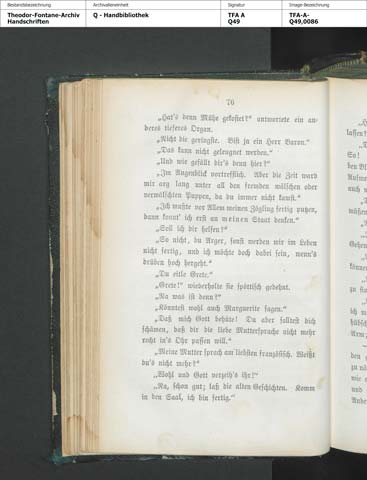 Bestandsbezeichnung
Theodor-Fontane-Archiv
Handschriften
Archivalieneinheit
Q - Handbibliothek
Signatur
TFA A
Q49
Image-Bezeichnung
TFA-A-
Q49,0086
76
„Hat's denn Mühe gekostet?“ antwortete ein an-
deres tieferes Organ.
„Nicht die geringste. Bist ja ein Herr Baron.“
„Das kann nicht geleugnet werden.“
„Und wie gefällt dir's denn hier?“
„Im Augenblick vortrefflich. Aber die Zeit ward
mir arg lang unter all den fremden wälschen oder
verwälschten Puppen, da du immer nicht kamst.“
„Ich mußte vor Allem meinen Zögling fertig putzen,
dann konnt' ich erst an meinen Staat denken.“
„Soll ich dir helfen?“
„So nicht, du Arger, sonst werden wir im Leben
nicht fertig, und ich möchte doch dabei sein, wenn's
drüben hoch hergeht.“
„Du eitle Grete.“
„Grete!“ wiederholte sie spöttisch gedehnt.
„Na was ist denn?“
„Könntest wohl auch Marguerite sagen.“
„Daß mich Gott behüte! Du aber solltest dich
schämen, daß dir die liebe Muttersprache nicht mehr
recht in's Ohr passen will.“
„Meine Mutter sprach am liebsten französisch. Weißt
du's nicht mehr?“
„Wohl und Gott verzeih's ihr!“
„Na, schon gut; laß die alten Geschichten. Komm
in den Saal, ich bin fertig.“